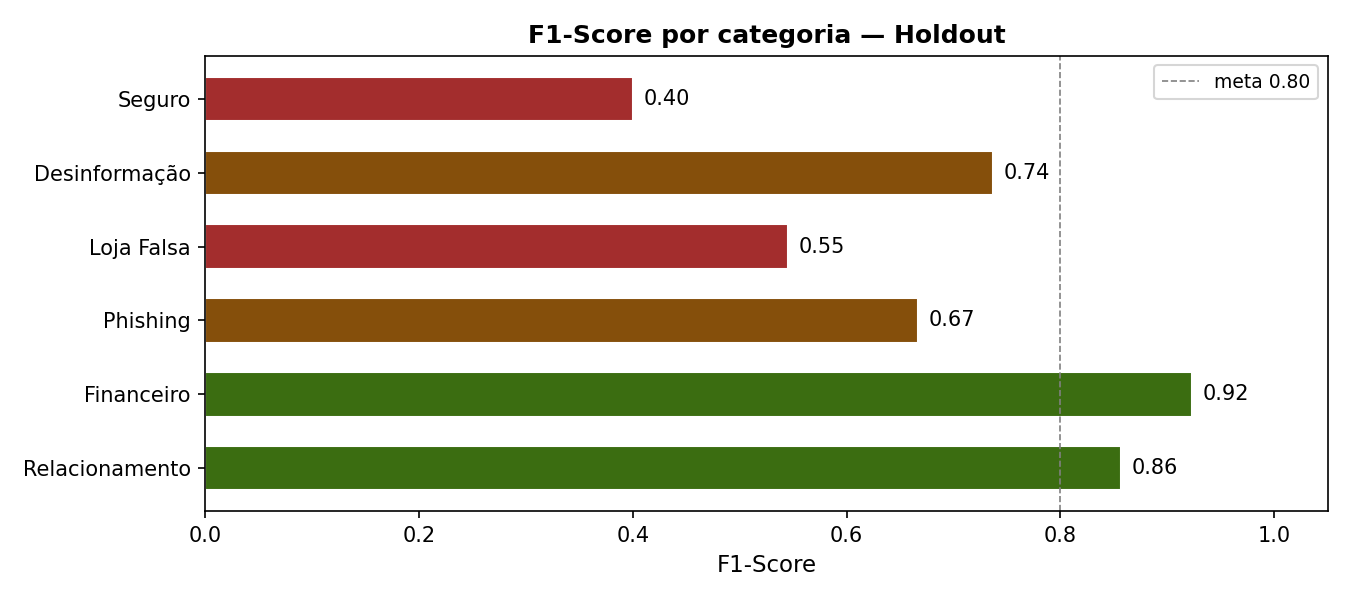 F1-Score por categoria — Holdout
meta 0.80
Seguro 0.40
Desinformação 0.74
Loja Falsa 0.55
Phishing 0.67
Financeiro 0.92
Relacionamento 0.86
0.0 0.2 0.4 0.6 0.8 1.0
F1-Score